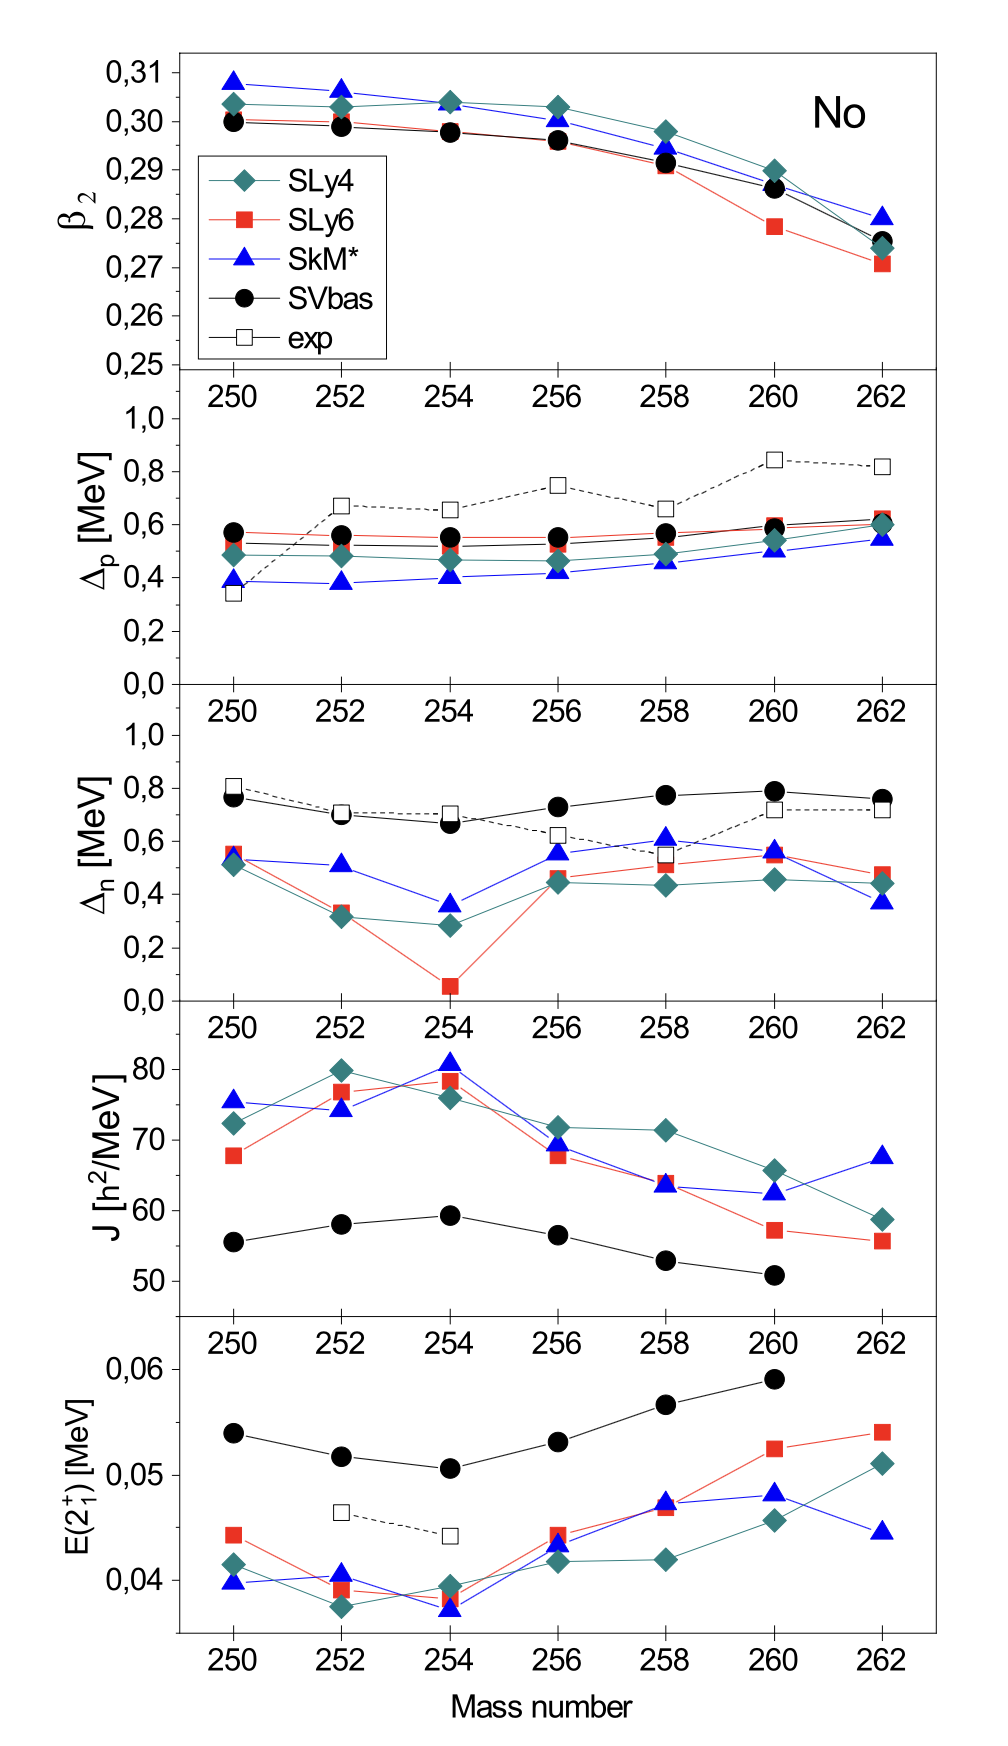 No
β₂
0,31
0,30
0,29
0,28
0,27
0,26
0,25
SLy4
SLy6
SkM*
SVbas
exp
250 252 254 256 258 260 262
Δp [MeV]
1,0
0,8
0,6
0,4
0,2
0,0
250 252 254 256 258 260 262
Δn [MeV]
1,0
0,8
0,6
0,4
0,2
0,0
250 252 254 256 258 260 262
J [h²/MeV]
80
70
60
50
250 252 254 256 258 260 262
E(2₁⁺) [MeV]
0,06
0,05
0,04
250 252 254 256 258 260 262
Mass number